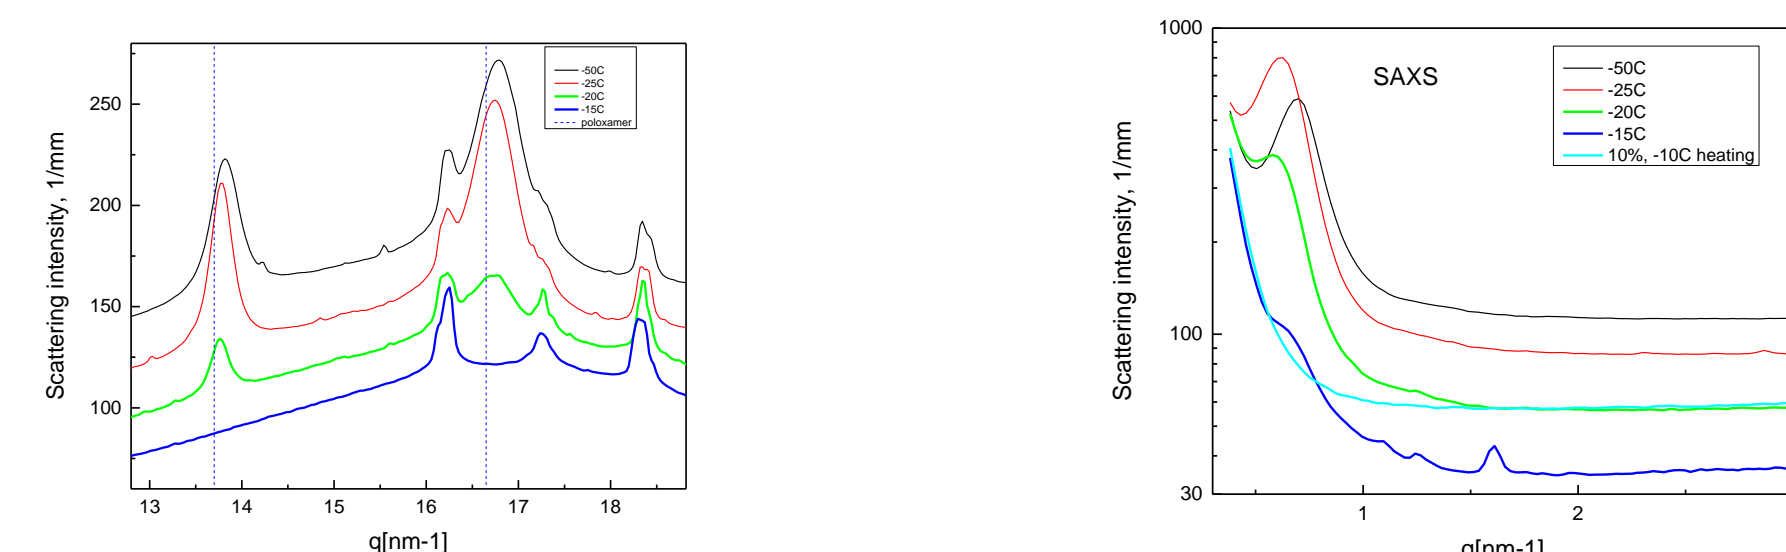 250
200
150
100
13
14
15
16
17
18
Scattering intensity, 1/mm
q[nm-1]
-50C
-25C
-20C
-15C
poloxamer
1000
100
30
1
2
Scattering intensity, 1/mm
SAXS
-50C
-25C
-20C
-15C
10%, -10C heating
q[nm-1]